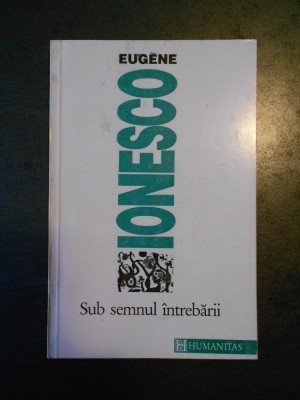 EUGÈNE
IONESCO
Sub semnul întrebării
H HUMANITAS